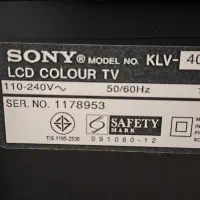 SONY® MODEL NO. KLV-40
LCD COLOUR TV
110-240V~ 50/60Hz
SER. NO. 1178953
SAFETY
MARK
TIS 1195-2536
091080-12